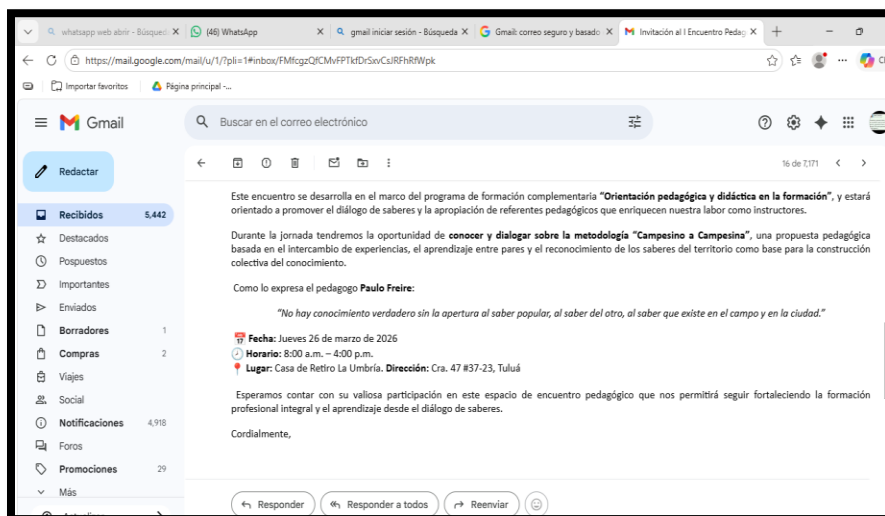 whatsapp web abrir - Búsqued
(46) WhatsApp
gmail iniciar sesión - Búsqueda
Gmail: correo seguro y basado
Invitación al I Encuentro Pedag
https://mail.google.com/mail/u/1/?pli=1#inbox/FMfcgzQfCMvFPTkfDrSxvCsJRFhRfWpk
Importar favoritos
Página principal -...
Gmail
Buscar en el correo electrónico
Redactar
16 de 7,171
Recibidos 5,442
Destacados
Pospuestos
Importantes
Enviados
Borradores 1
Compras 2
Viajes
Social
Notificaciones 4,918
Foros
Promociones 29
Más
Este encuentro se desarrolla en el marco del programa de formación complementaria “Orientación pedagógica y didáctica en la formación”, y estará
orientado a promover el diálogo de saberes y la apropiación de referentes pedagógicos que enriquecen nuestra labor como instructores.
Durante la jornada tendremos la oportunidad de conocer y dialogar sobre la metodología “Campesino a Campesina”, una propuesta pedagógica
basada en el intercambio de experiencias, el aprendizaje entre pares y el reconocimiento de los saberes del territorio como base para la construcción
colectiva del conocimiento.
Como lo expresa el pedagogo Paulo Freire:
“No hay conocimiento verdadero sin la apertura al saber popular, al saber del otro, al saber que existe en el campo y en la ciudad.”
📅 Fecha: Jueves 26 de marzo de 2026
🕗 Horario: 8:00 a.m. – 4:00 p.m.
📍 Lugar: Casa de Retiro La Umbría. Dirección: Cra. 47 #37-23, Tuluá
Esperamos contar con su valiosa participación en este espacio de encuentro pedagógico que nos permitirá seguir fortaleciendo la formación
profesional integral y el aprendizaje desde el diálogo de saberes.
Cordialmente,
Responder
Responder a todos
Reenviar